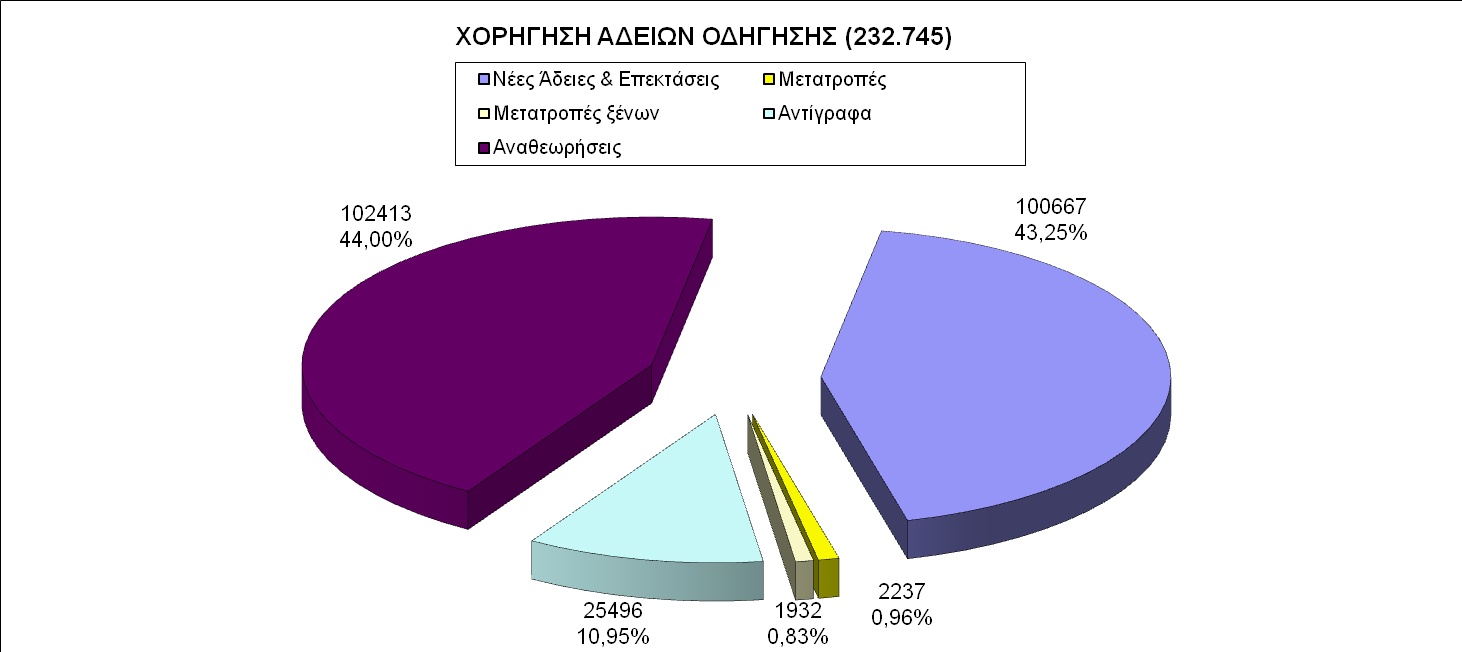 ΧΟΡΗΓΗΣΗ ΑΔΕΙΩΝ ΟΔΗΓΗΣΗΣ (232.745)
Νέες Άδειες & Επεκτάσεις
Μετατροπές
Μετατροπές ξένων
Αντίγραφα
Αναθεωρήσεις
102413
44,00%
100667
43,25%
25496
10,95%
1932
0,83%
2237
0,96%